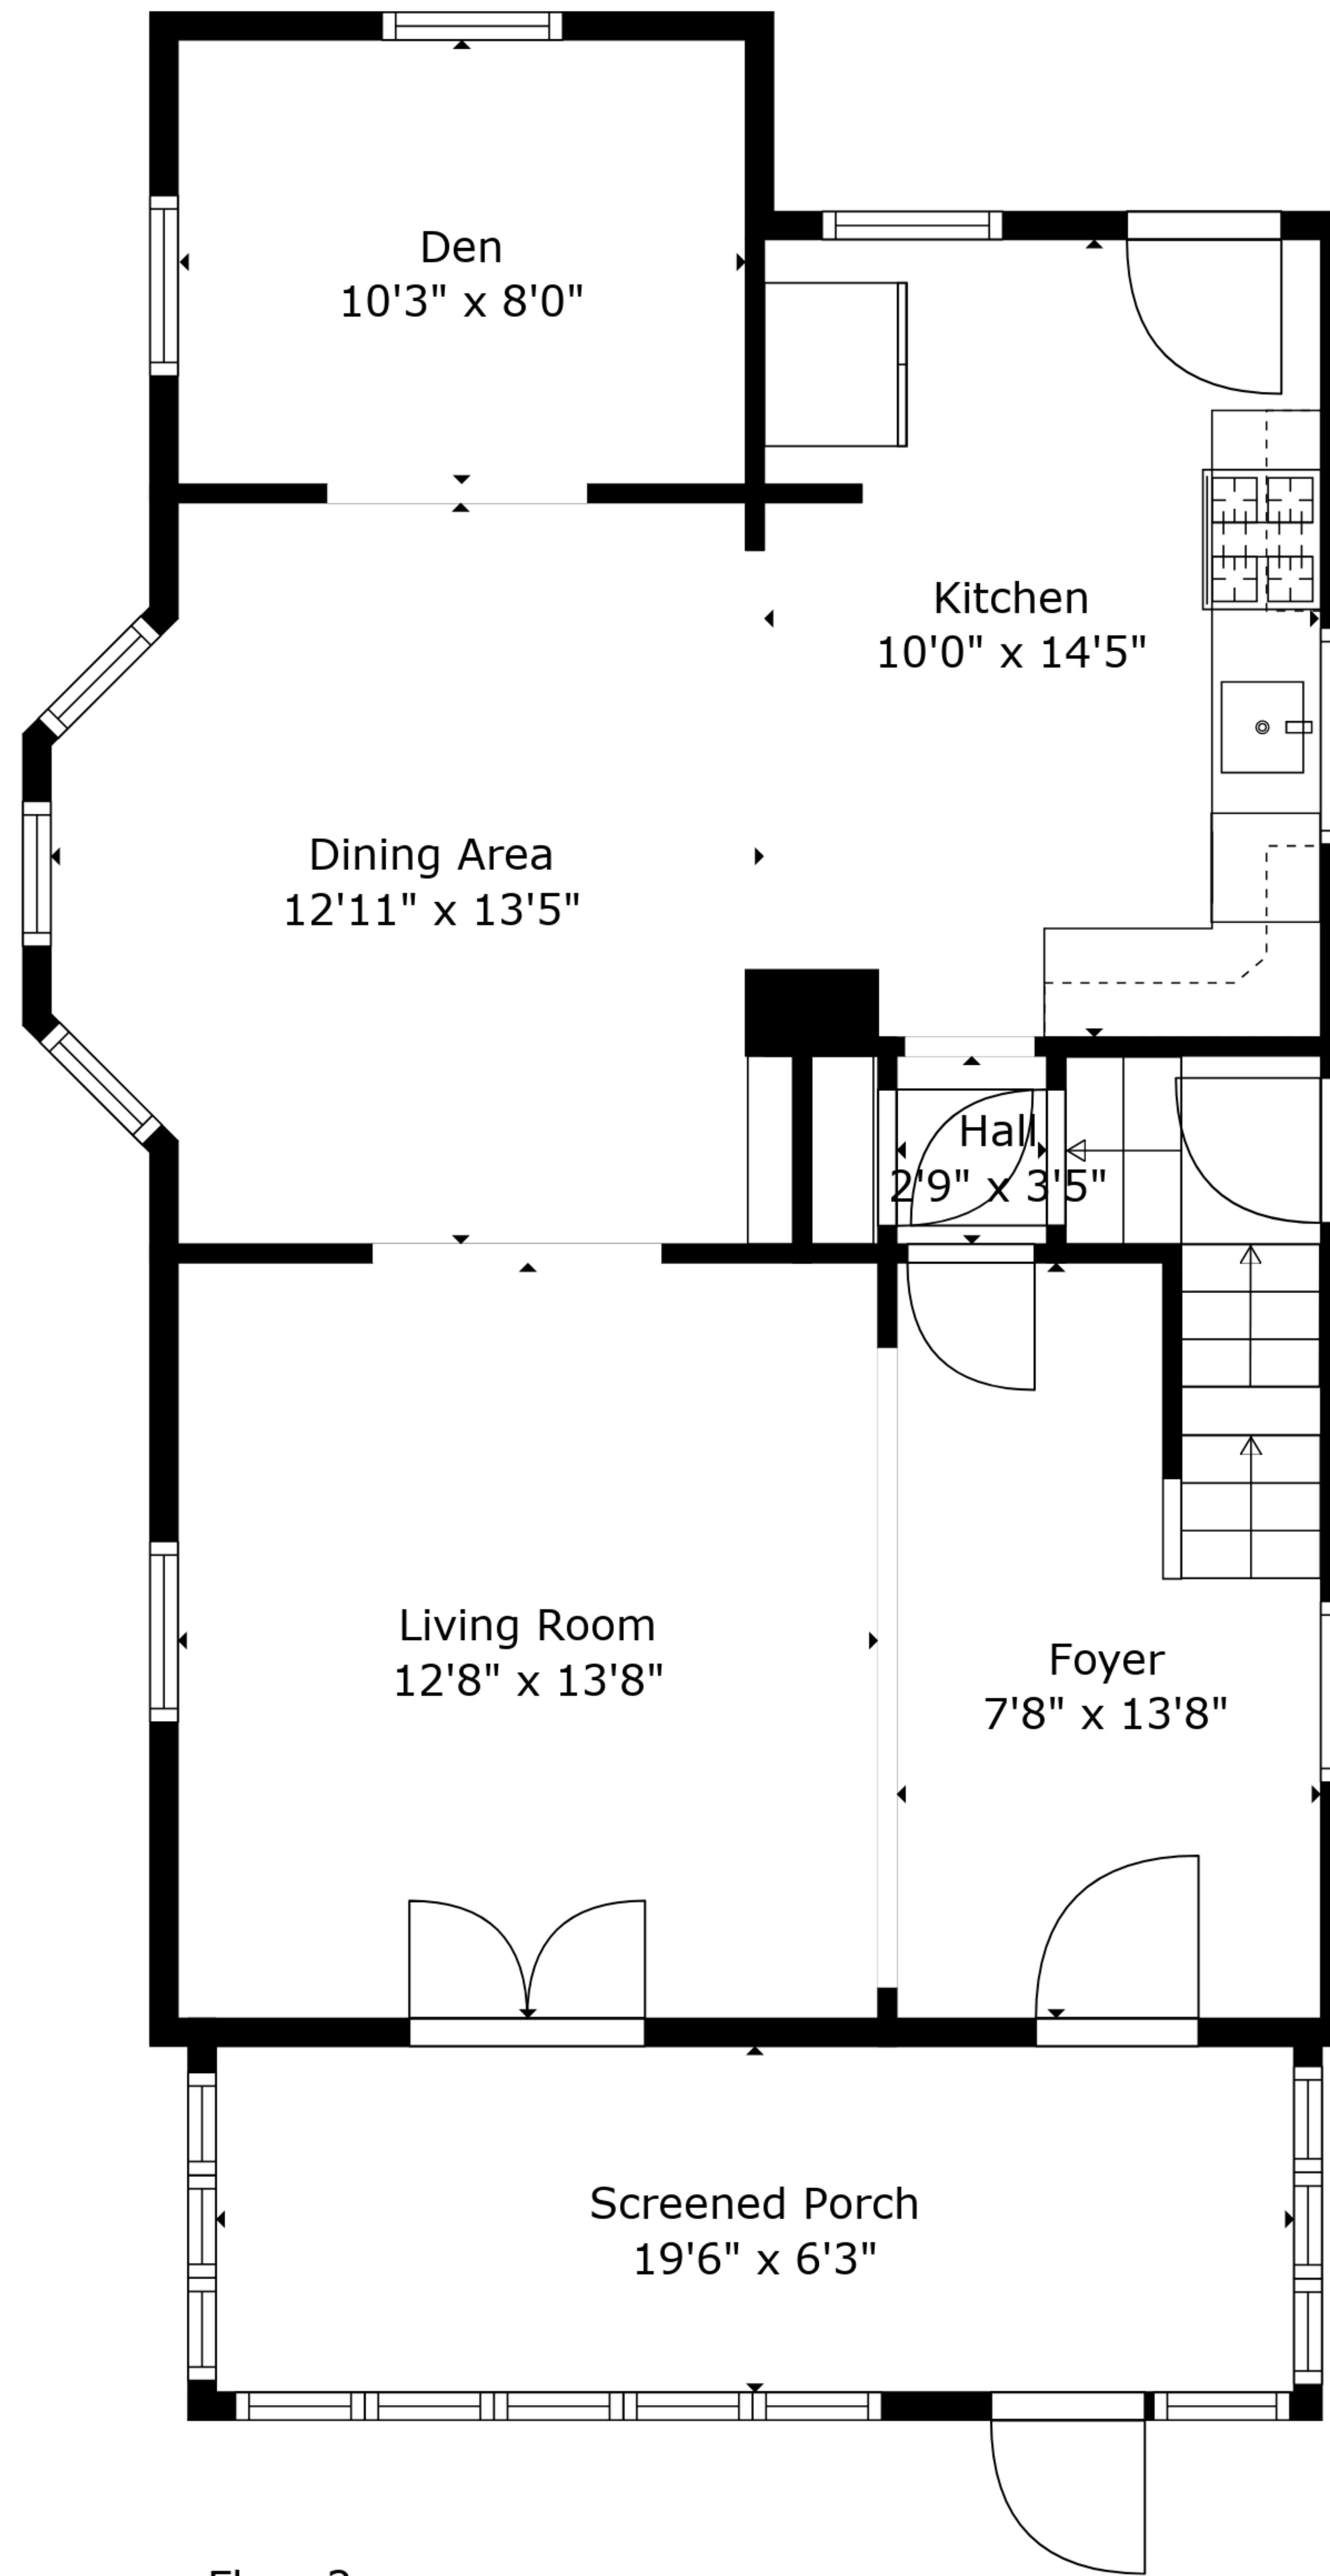 Den
10'3" x 8'0"
Kitchen
10'0" x 14'5"
Dining Area
12'11" x 13'5"
Hall
2'9" x 3'5"
Living Room
12'8" x 13'8"
Foyer
7'8" x 13'8"
Screened Porch
19'6" x 6'3"